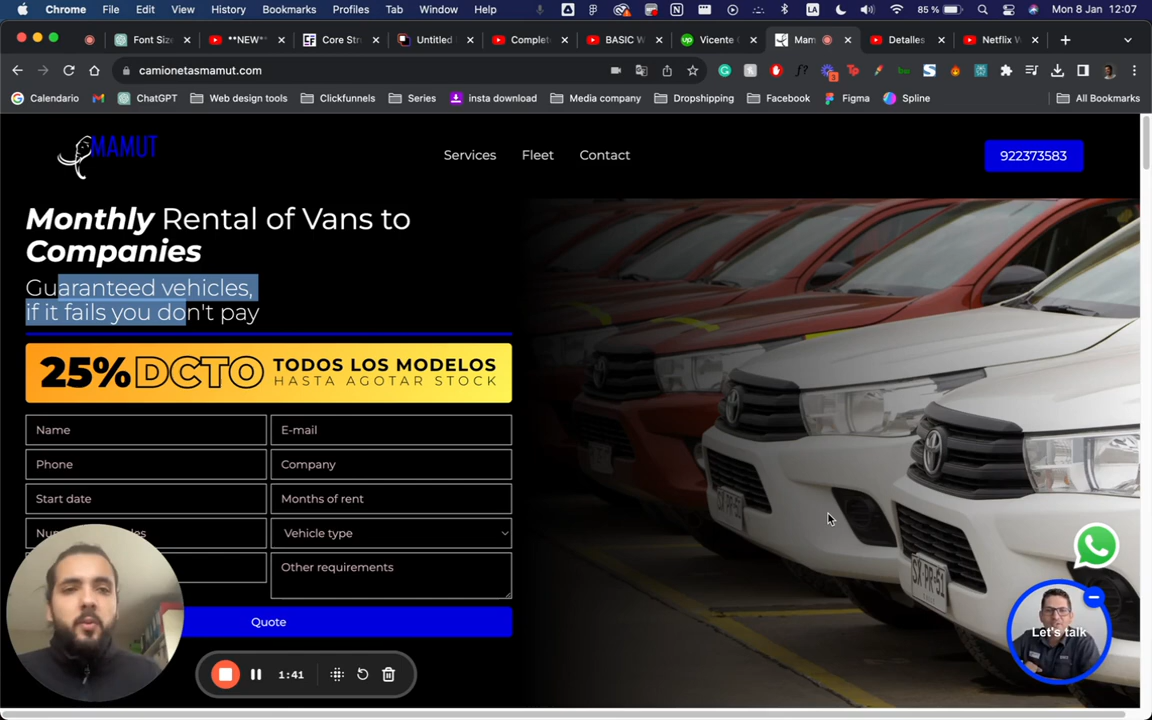 Chrome File Edit View History Bookmarks Profiles Tab Window Help LA 85 % Mon 8 Jan 12:07
Font Siz **NEW* Core Str Untitled Complet BASIC W Vicente Mam Detalles Netflix W
camionetasmamut.com
Calendario ChatGPT Web design tools Clickfunnels Series insta download Media company Dropshipping Facebook Figma Spline All Bookmarks
MAMUT
Services Fleet Contact
922373583
Monthly Rental of Vans to
Companies
Guaranteed vehicles,
if it fails you don't pay
25% DCTO TODOS LOS MODELOS
HASTA AGOTAR STOCK
Name E-mail
Phone Company
Start date Months of rent
Vehicle type
Other requirements
Quote
Let's talk
1:41